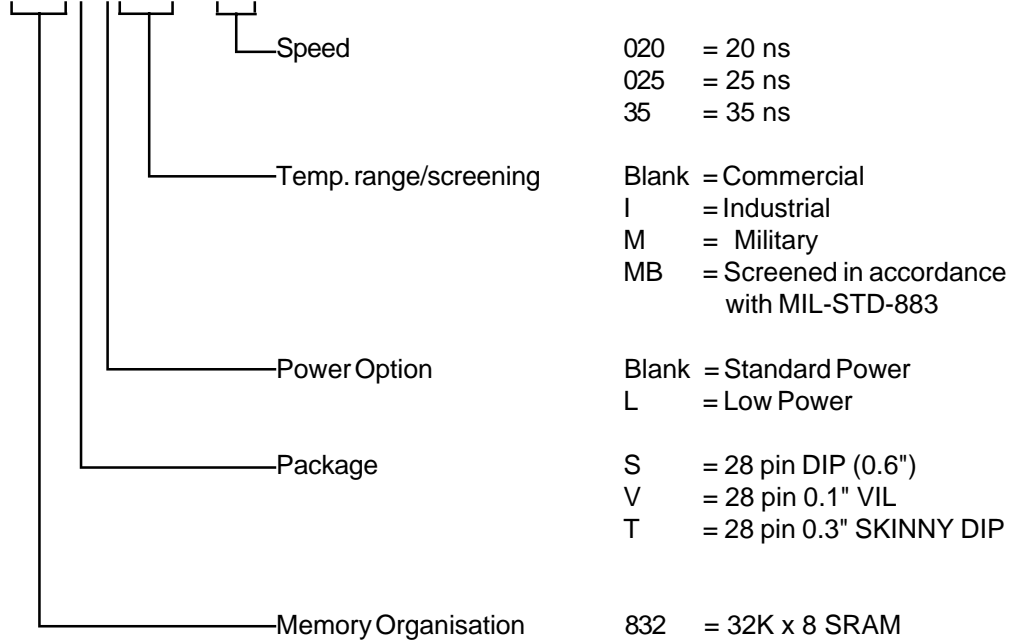 Speed 020 = 20 ns
025 = 25 ns
35 = 35 ns
Temp. range/screening Blank = Commercial
I = Industrial
M = Military
MB = Screened in accordance
with MIL-STD-883
Power Option Blank = Standard Power
L = Low Power
Package S = 28 pin DIP (0.6")
V = 28 pin 0.1" VIL
T = 28 pin 0.3" SKINNY DIP
Memory Organisation 832 = 32K x 8 SRAM